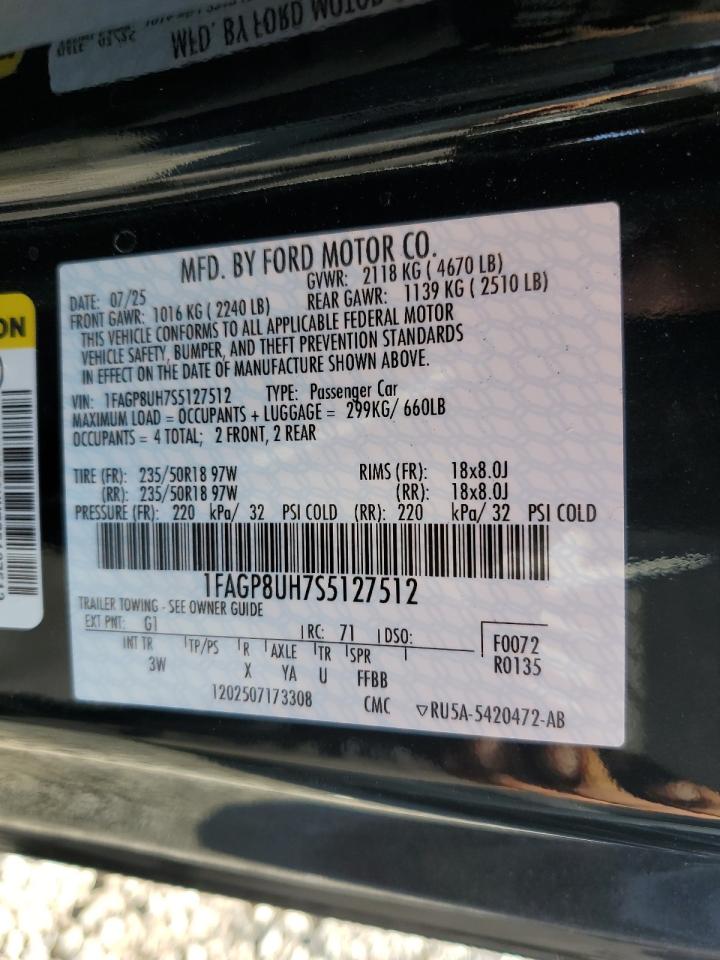 MFD. BY FORD MOTOR CO.
DATE: 07/25 GVWR: 2118 KG ( 4670 LB)
FRONT GAWR: 1016 KG ( 2240 LB) REAR GAWR: 1139 KG ( 2510 LB)
THIS VEHICLE CONFORMS TO ALL APPLICABLE FEDERAL MOTOR
VEHICLE SAFETY, BUMPER, AND THEFT PREVENTION STANDARDS
IN EFFECT ON THE DATE OF MANUFACTURE SHOWN ABOVE.
VIN: 1FAGP8UH7S5127512 TYPE: Passenger Car
MAXIMUM LOAD = OCCUPANTS + LUGGAGE = 299KG/ 660LB
OCCUPANTS = 4 TOTAL; 2 FRONT, 2 REAR
TIRE (FR): 235/50R18 97W RIMS (FR): 18x8.0J
(RR): 235/50R18 97W (RR): 18x8.0J
PRESSURE (FR): 220 kPa/ 32 PSI COLD (RR): 220 kPa/ 32 PSI COLD
1FAGP8UH7S5127512
TRAILER TOWING - SEE OWNER GUIDE
EXT PNT: G1 RC: 71 DSO: F0072
INT TR TP/PS R AXLE TR SPR R0135
3W X YA U FFBB
1202507173308 CMC ▽RU5A-5420472-AB
ON
MFD. BY FORD MOTOR